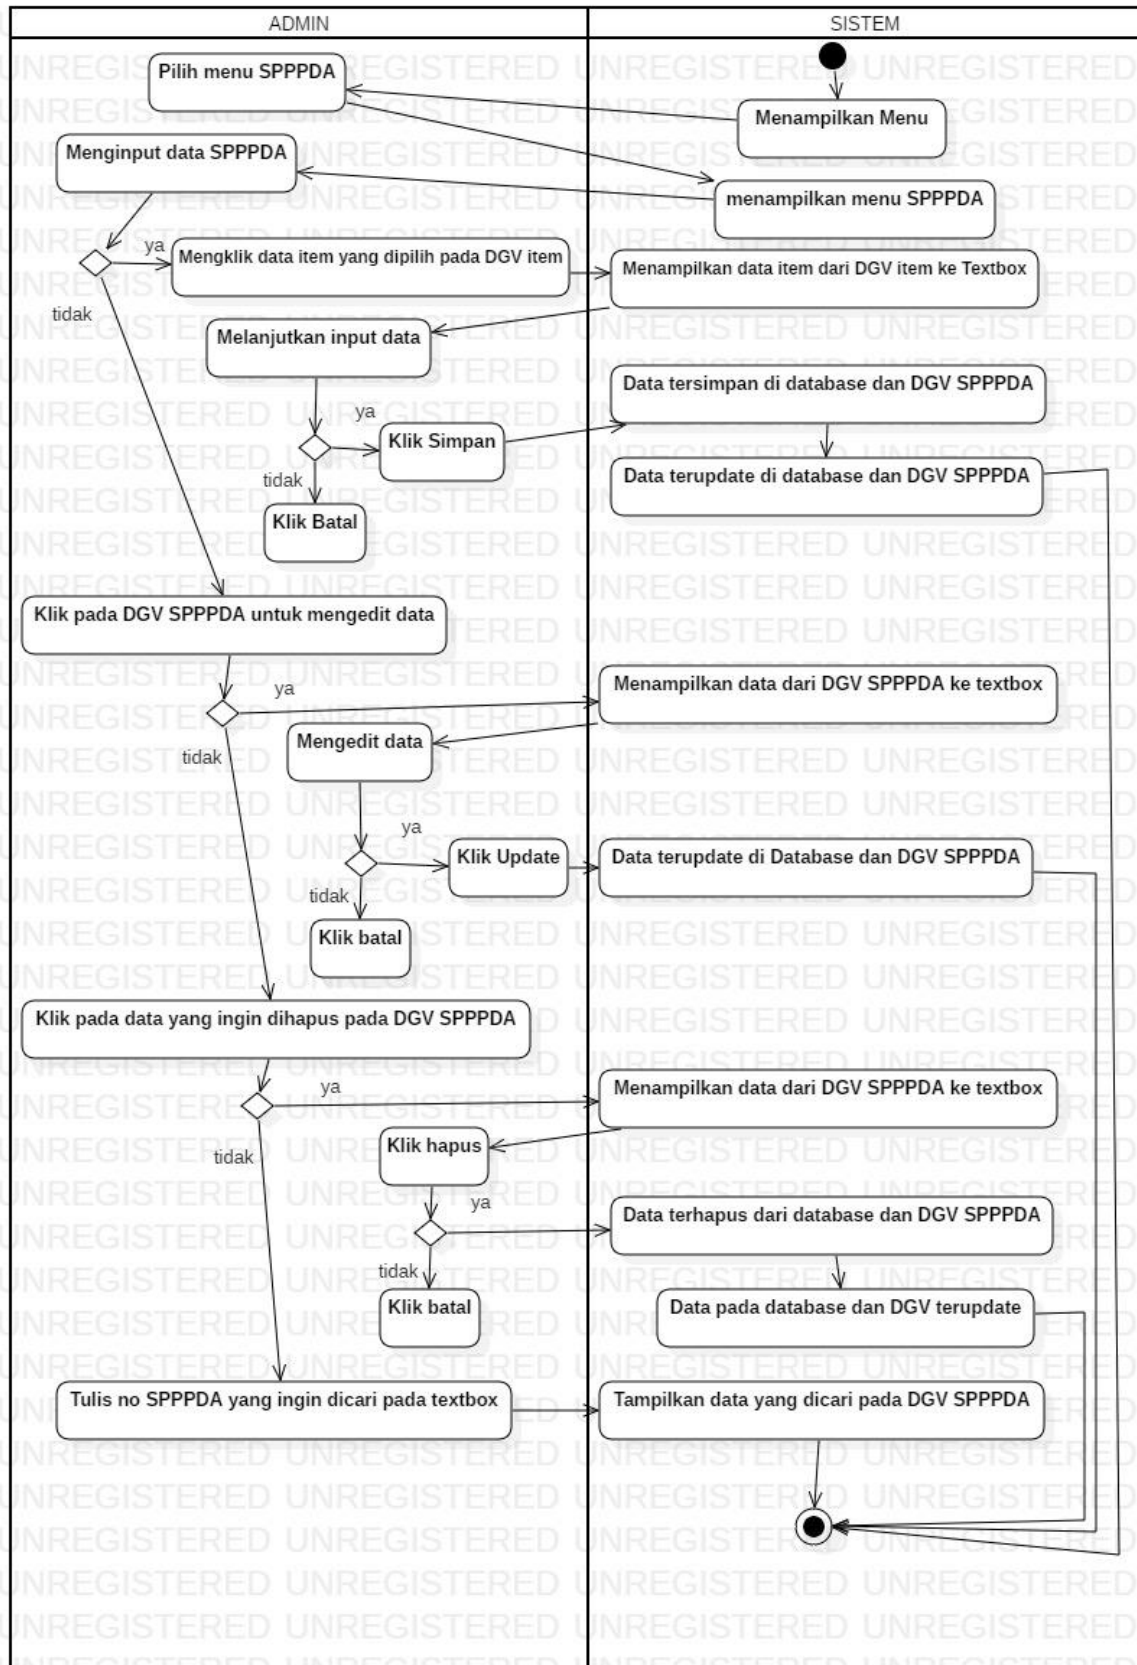 ADMIN
SISTEM
Pilih menu SPPPDA
Menampilkan Menu
Menginput data SPPPDA
menampilkan menu SPPPDA
ya
Mengklik data item yang dipilih pada DGV item
Menampilkan data item dari DGV item ke Textbox
tidak
Melanjutkan input data
Data tersimpan di database dan DGV SPPPDA
ya
Klik Simpan
tidak
Data terupdate di database dan DGV SPPPDA
Klik Batal
Klik pada DGV SPPPDA untuk mengedit data
ya
Menampilkan data dari DGV SPPPDA ke textbox
tidak
Mengedit data
ya
Klik Update
Data terupdate di Database dan DGV SPPPDA
tidak
Klik batal
Klik pada data yang ingin dihapus pada DGV SPPPDA
ya
Menampilkan data dari DGV SPPPDA ke textbox
tidak
Klik hapus
ya
Data terhapus dari database dan DGV SPPPDA
tidak
Klik batal
Data pada database dan DGV terupdate
Tulis no SPPPDA yang ingin dicari pada textbox
Tampilkan data yang dicari pada DGV SPPPDA
UNREGISTERED